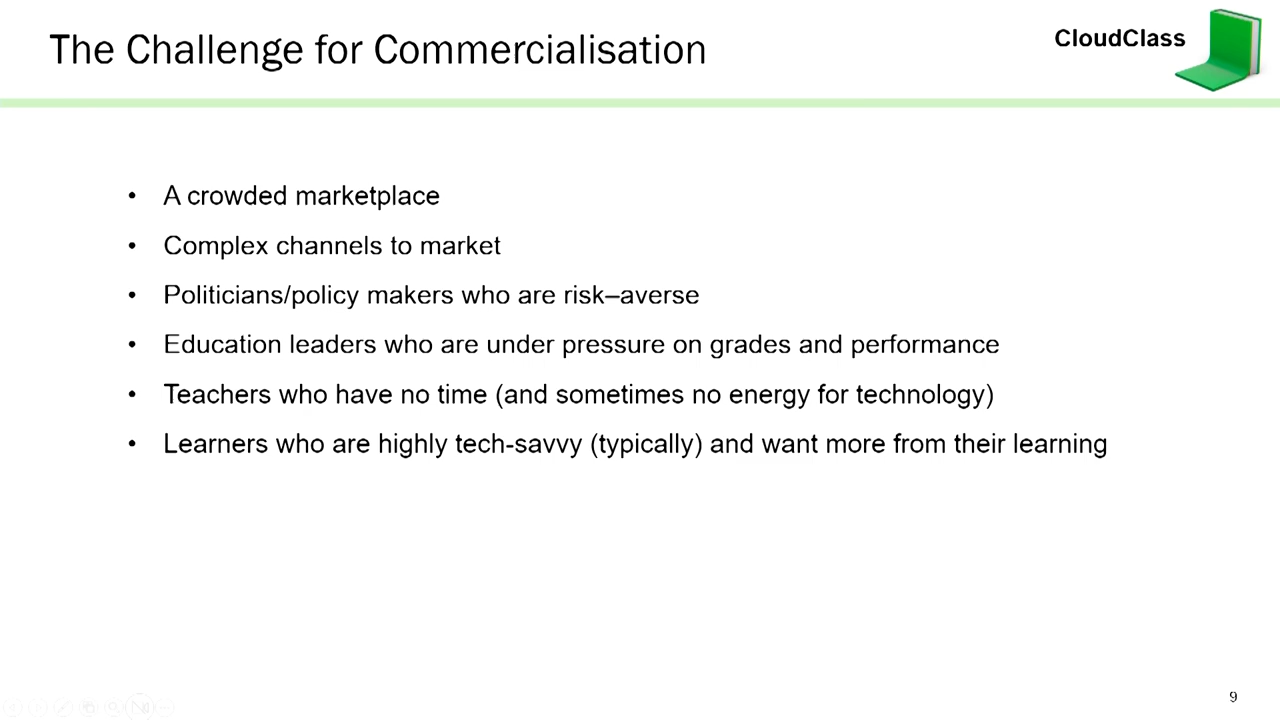 The Challenge for Commercialisation
CloudClass
• A crowded marketplace
• Complex channels to market
• Politicians/policy makers who are risk–averse
• Education leaders who are under pressure on grades and performance
• Teachers who have no time (and sometimes no energy for technology)
• Learners who are highly tech-savvy (typically) and want more from their learning
9